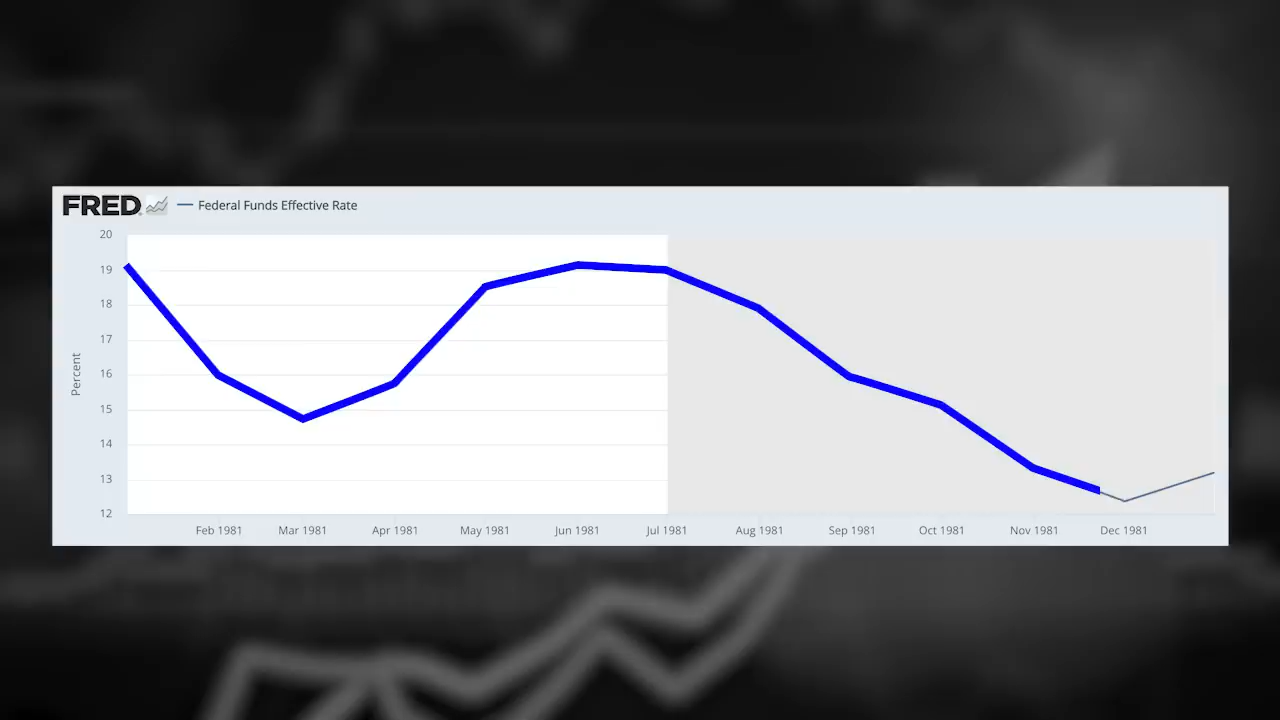 FRED
Federal Funds Effective Rate
20
19
18
17
16
15
14
13
12
Percent
Feb 1981 Mar 1981 Apr 1981 May 1981 Jun 1981 Jul 1981 Aug 1981 Sep 1981 Oct 1981 Nov 1981 Dec 1981